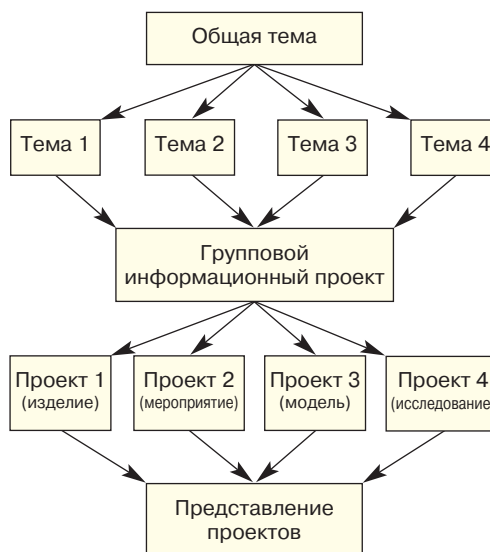 Общая тема
Тема 1 Тема 2 Тема 3 Тема 4
Групповой
информационный проект
Проект 1 Проект 2 Проект 3 Проект 4
(изделие) (мероприятие) (модель) (исследование)
Представление
проектов